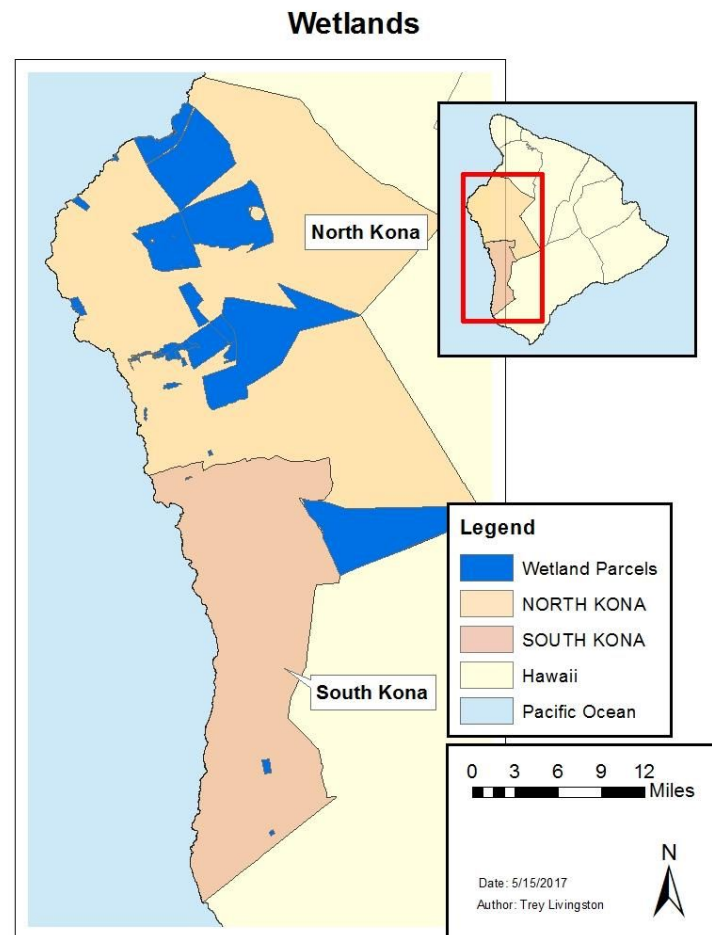 Wetlands
North Kona
South Kona
Legend
Wetland Parcels
NORTH KONA
SOUTH KONA
Hawaii
Pacific Ocean
0 3 6 9 12
Miles
N
Date: 5/15/2017
Author: Trey Livingston